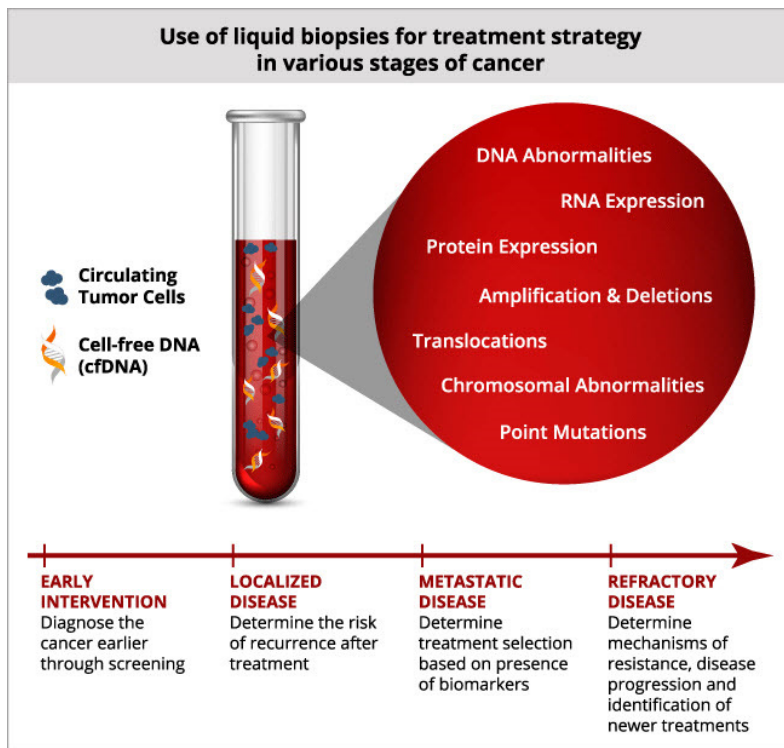 Use of liquid biopsies for treatment strategy
in various stages of cancer
Circulating
Tumor Cells
Cell-free DNA
(cfDNA)
DNA Abnormalities
RNA Expression
Protein Expression
Amplification & Deletions
Translocations
Chromosomal Abnormalities
Point Mutations
EARLY
INTERVENTION
Diagnose the
cancer earlier
through screening
LOCALIZED
DISEASE
Determine the risk
of recurrence after
treatment
METASTATIC
DISEASE
Determine
treatment selection
based on presence
of biomarkers
REFRACTORY
DISEASE
Determine
mechanisms of
resistance, disease
progression and
identification of
newer treatments